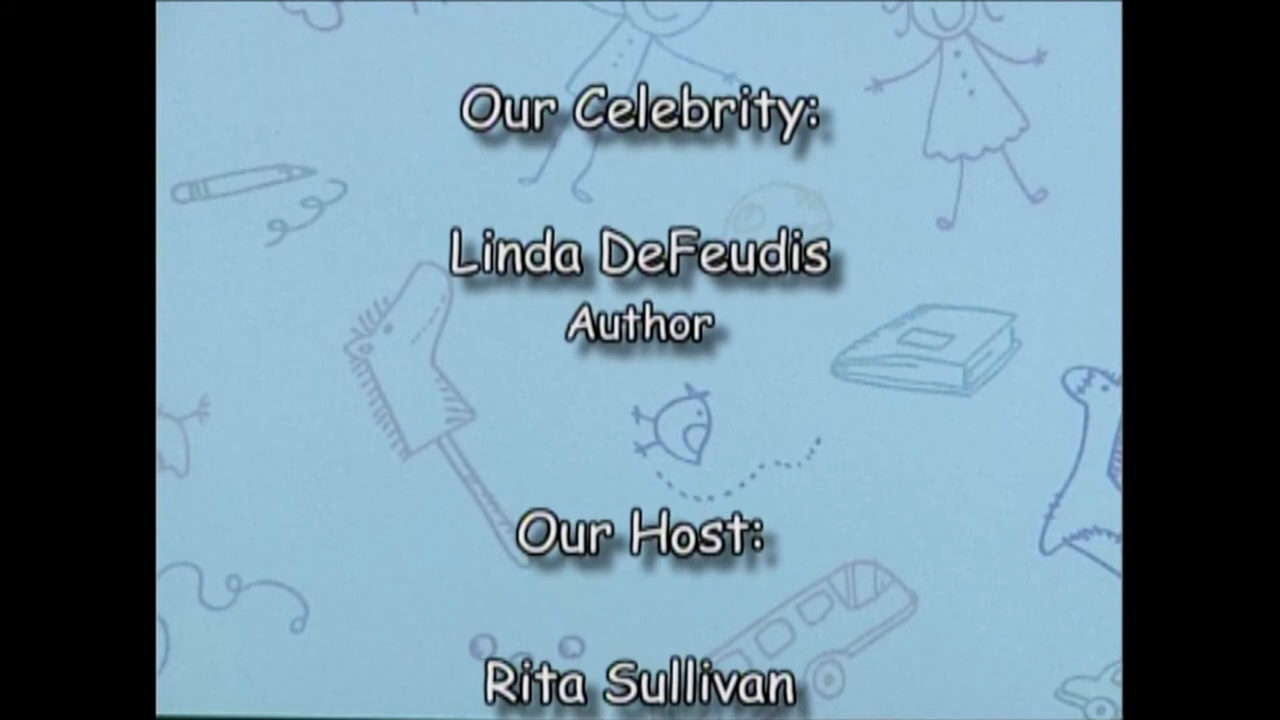 Our Celebrity:
Linda DeFeudis
Author
Our Host:
Rita Sullivan